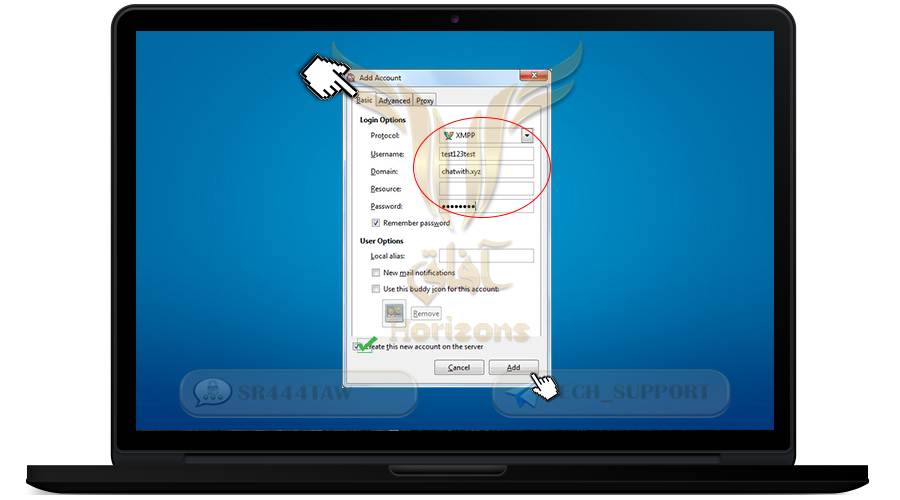 Add Account
Basic Advanced Proxy
Login Options
Protocol: XMPP
Username: test123test
Domain: chatwith.xyz
Resource:
Password: ••••••••
Remember password
User Options
Local alias:
آفاق
New mail notifications
Use this buddy icon for this account:
Remove
Horizons
Create this new account on the server
Cancel Add
SR444TAW
TECH_SUPPORT